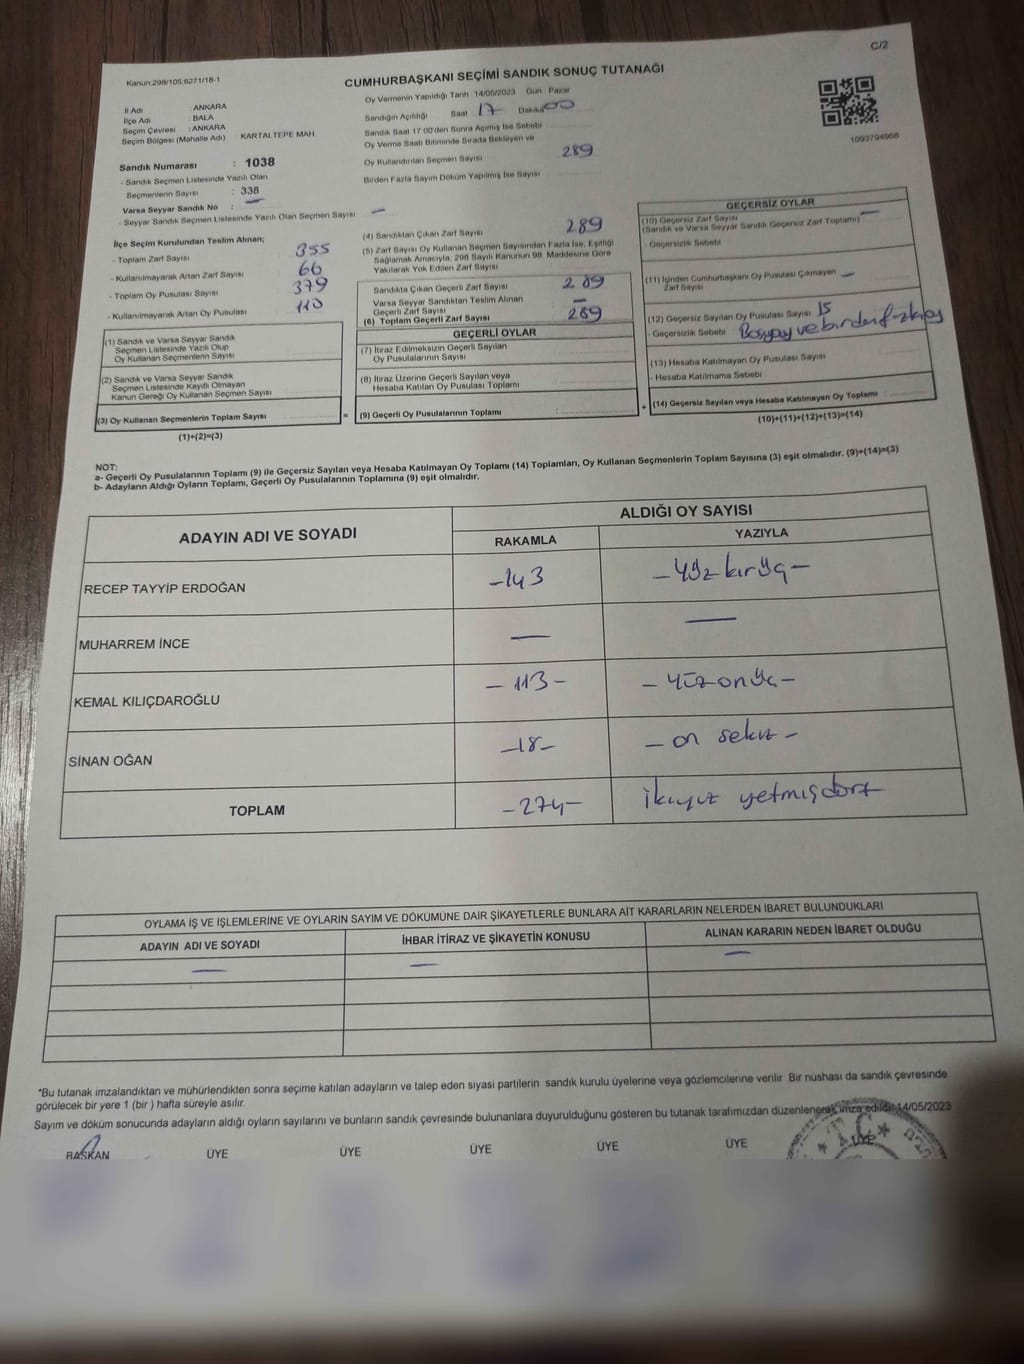 C/2
Kanun:298/105,6271/18-1
CUMHURBAŞKANI SEÇİMİ SANDIK SONUÇ TUTANAĞI
İl Adı : ANKARA
İlçe Adı : BALA
Seçim Çevresi : ANKARA
Seçim Bölgesi (Mahalle Adı) KARTALTEPE MAH
Sandık Numarası : 1038
- Sandık Seçmen Listesinde Yazılı Olan
Seçmenlerin Sayısı : 338
Varsa Seyyar Sandık No : —
- Seyyar Sandık Seçmen Listesinde Yazılı Olan Seçmen Sayısı : —
Oy Vermenin Yapıldığı Tarih :14/05/2023 Gün : Pazar
Sandığın Açıldığı Saat : 17 Dakika 00
Sandık Saat 17:00'den Sonra Açılmış İse Sebebi
Oy Verme Saati Bitiminde Sırada Bekleyen ve
Oy Kullandırılan Seçmen Sayısı 289
Birden Fazla Sayım Döküm Yapılmış İse Sayısı
1093794968
İlçe Seçim Kurulundan Teslim Alınan;
- Toplam Zarf Sayısı : 355
- Kullanılmayarak Artan Zarf Sayısı : 66
- Toplam Oy Pusulası Sayısı : 379
- Kullanılmayarak Artan Oy Pusulası : 110
(4) Sandıktan Çıkan Zarf Sayısı : 289
(5) Zarf Sayısı Oy Kullanan Seçmen Sayısından Fazla İse, Eşitliği
Sağlamak Amacıyla, 298 Sayılı Kanunun 98. Maddesine Göre
Yakılarak Yok Edilen Zarf Sayısı
Sandıkta Çıkan Geçerli Zarf Sayısı : 289
Varsa Seyyar Sandıktan Teslim Alınan
Geçerli Zarf Sayısı : —
(6) Toplam Geçerli Zarf Sayısı : 289
GEÇERSİZ OYLAR
(10) Geçersiz Zarf Sayısı —
(Sandık ve Varsa Seyyar Sandık Geçersiz Zarf Toplamı)
- Geçersizlik Sebebi :
(11) İçinden Cumhurbaşkanı Oy Pusulası Çıkmayan —
Zarf Sayısı
(12) Geçersiz Sayılan Oy Pusulası Sayısı 15
- Geçersizlik Sebebi :
(13) Hesaba Katılmayan Oy Pusulası Sayısı
- Hesaba Katılmama Sebebi :
(14) Geçersiz Sayılan veya Hesaba Katılmayan Oy Toplamı :
(10)+(11)+(12)+(13)=(14)
(1) Sandık ve Varsa Seyyar Sandık
Seçmen Listesinde Yazılı Olup
Oy Kullanan Seçmenlerin Sayısı
(2) Sandık ve Varsa Seyyar Sandık
Seçmen Listesinde Kayıtlı Olmayan
Kanun Gereği Oy Kullanan Seçmen Sayısı
(3) Oy Kullanan Seçmenlerin Toplam Sayısı =
(1)+(2)=(3)
GEÇERLİ OYLAR
(7) İtiraz Edilmeksizin Geçerli Sayılan
Oy Pusulalarının Sayısı
(8) İtiraz Üzerine Geçerli Sayılan veya
Hesaba Katılan Oy Pusulası Toplamı
(9) Geçerli Oy Pusulalarının Toplamı : +
NOT:
a- Geçerli Oy Pusulalarının Toplamı (9) ile Geçersiz Sayılan veya Hesaba Katılmayan Oy Toplamı (14) Toplamları, Oy Kullanan Seçmenlerin Toplam Sayısına (3) eşit olmalıdır. (9)+(14)=(3)
b- Adayların Aldığı Oyların Toplamı, Geçerli Oy Pusulalarının Toplamına (9) eşit olmalıdır.
ADAYIN ADI VE SOYADI ALDIĞI OY SAYISI
RAKAMLA YAZIYLA
RECEP TAYYİP ERDOĞAN -143 -Yüz kırüç-
MUHARREM İNCE — —
KEMAL KILIÇDAROĞLU -113- -Yüzonüç-
SİNAN OĞAN -18- -on sekiz-
TOPLAM -274- ikiyüz yetmişdört
OYLAMA İŞ VE İŞLEMLERİNE VE OYLARIN SAYIM VE DÖKÜMÜNE DAİR ŞİKAYETLERLE BUNLARA AİT KARARLARIN NELERDEN İBARET BULUNDUKLARI
ADAYIN ADI VE SOYADI İHBAR İTİRAZ VE ŞİKAYETİN KONUSU ALINAN KARARIN NEDEN İBARET OLDUĞU
— — —
*Bu tutanak imzalandıktan ve mühürlendikten sonra seçime katılan adayların ve talep eden siyasi partilerin sandık kurulu üyelerine veya gözlemcilerine verilir. Bir nüshası da sandık çevresinde
görülecek bir yere 1 (bir) hafta süreyle asılır.
Sayım ve döküm sonucunda adayların aldığı oyların sayılarını ve bunların sandık çevresinde bulunanlara duyurulduğunu gösteren bu tutanak tarafımızdan düzenlenerek imza edildi. 14/05/2023
BAŞKAN ÜYE ÜYE ÜYE ÜYE ÜYE ÜYE